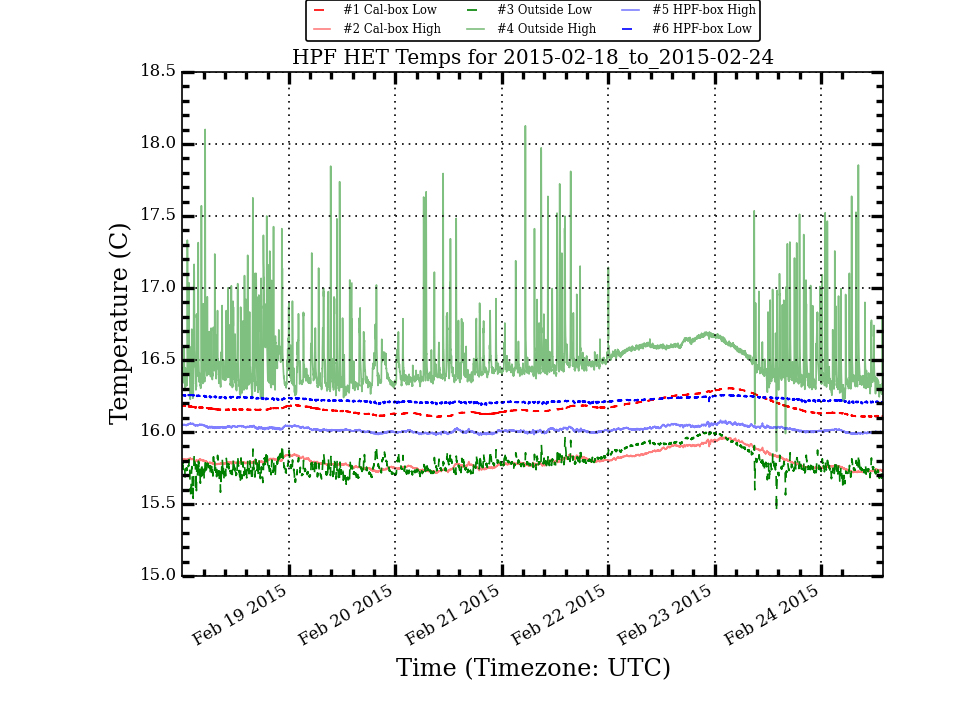 #1 Cal-box Low #3 Outside Low #5 HPF-box High
#2 Cal-box High #4 Outside High #6 HPF-box Low
HPF HET Temps for 2015-02-18_to_2015-02-24
18.5
18.0
17.5
17.0
16.5
16.0
15.5
15.0
Temperature (C)
Feb 19 2015 Feb 20 2015 Feb 21 2015 Feb 22 2015 Feb 23 2015 Feb 24 2015
Time (Timezone: UTC)